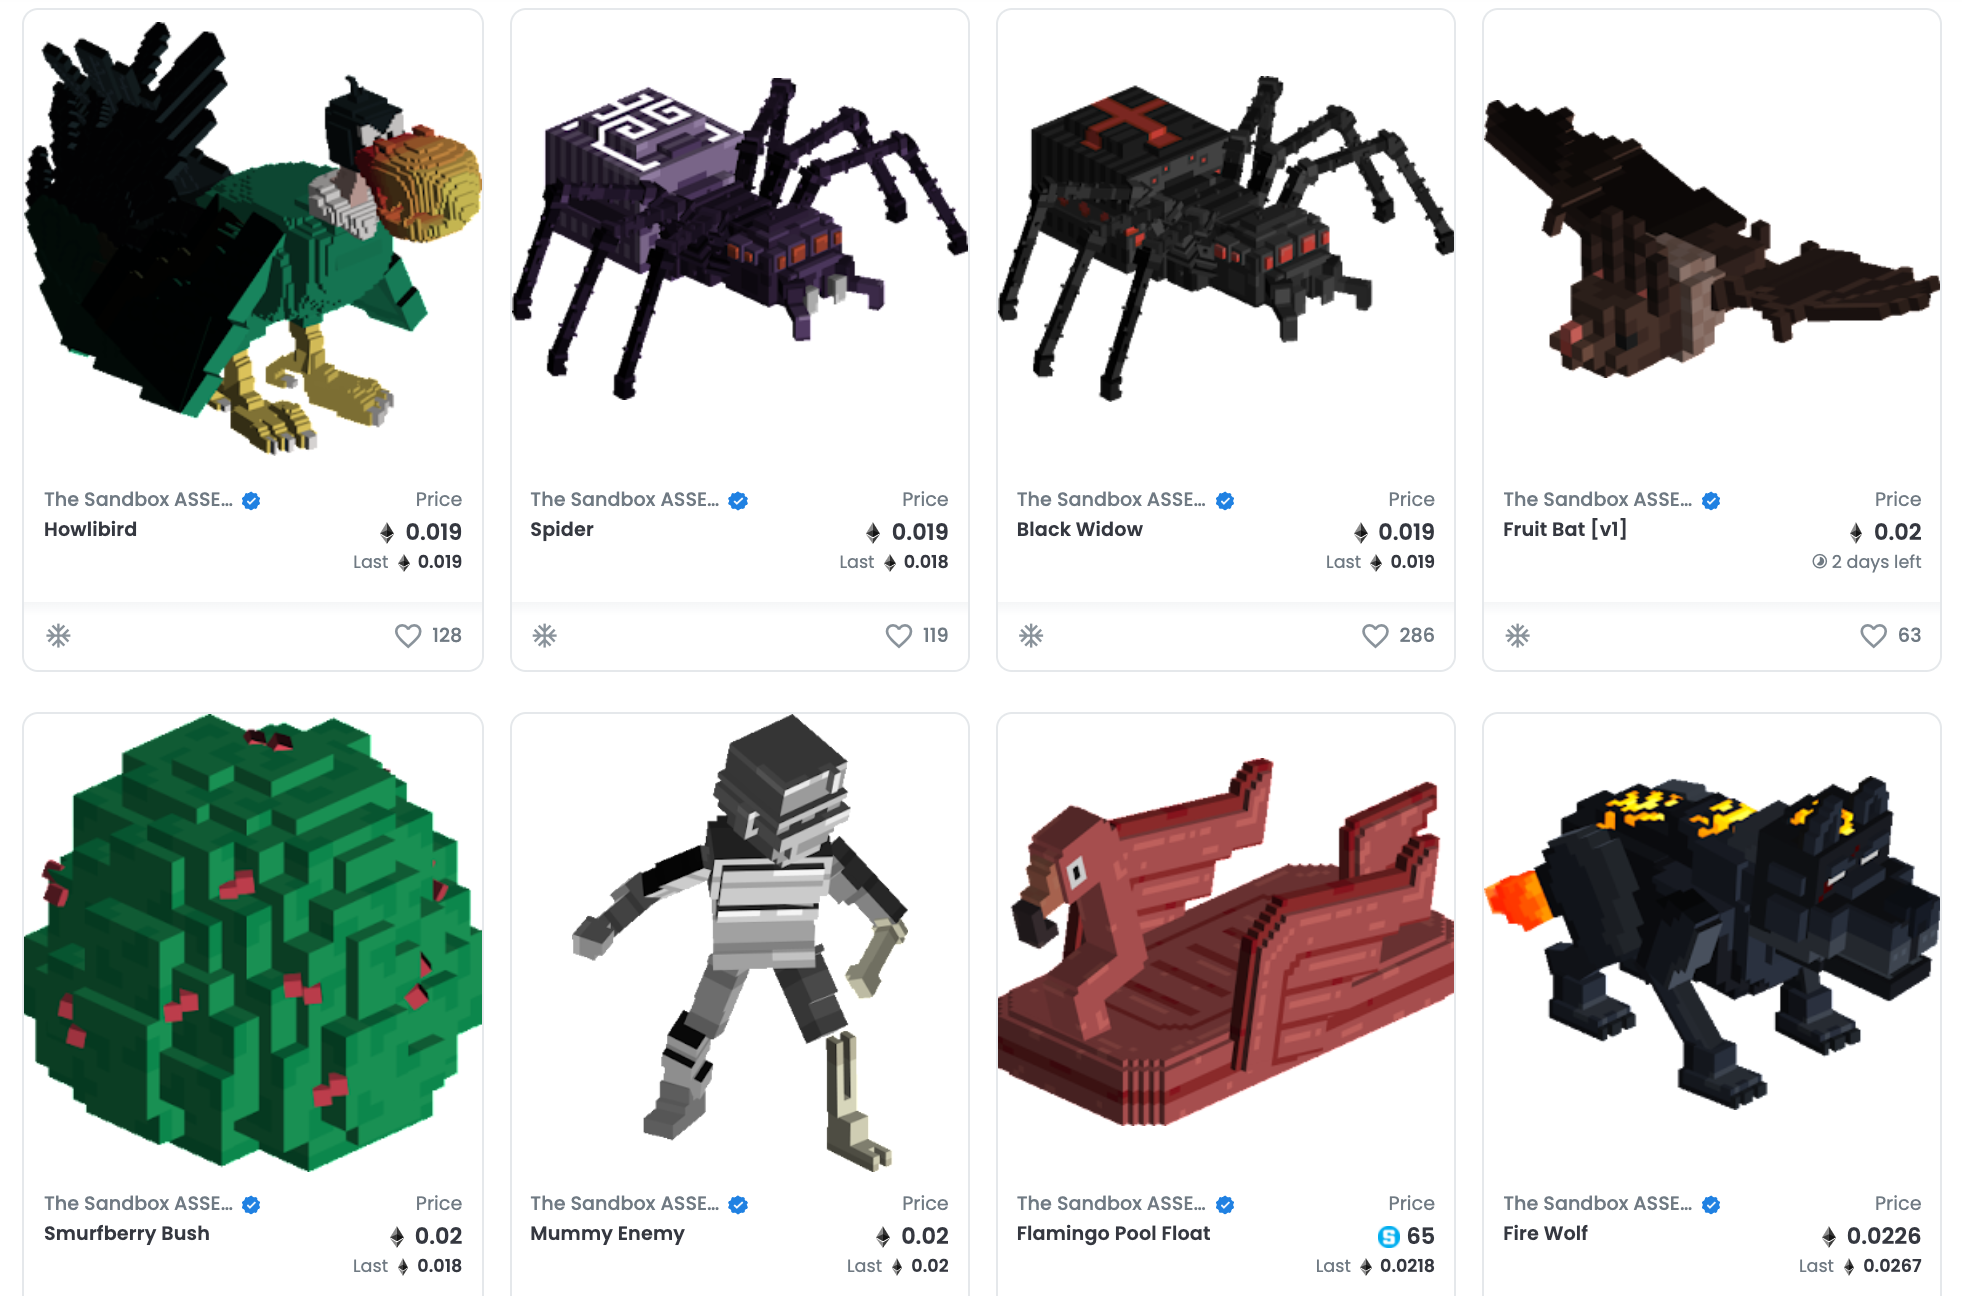 The Sandbox ASSE... Price
Howlibird 0.019
Last 0.019
128
The Sandbox ASSE... Price
Spider 0.019
Last 0.018
119
The Sandbox ASSE... Price
Black Widow 0.019
Last 0.019
286
The Sandbox ASSE... Price
Fruit Bat [v1] 0.02
2 days left
63
The Sandbox ASSE... Price
Smurfberry Bush 0.02
Last 0.018
The Sandbox ASSE... Price
Mummy Enemy 0.02
Last 0.02
The Sandbox ASSE... Price
Flamingo Pool Float S 65
Last 0.0218
The Sandbox ASSE... Price
Fire Wolf 0.0226
Last 0.0267